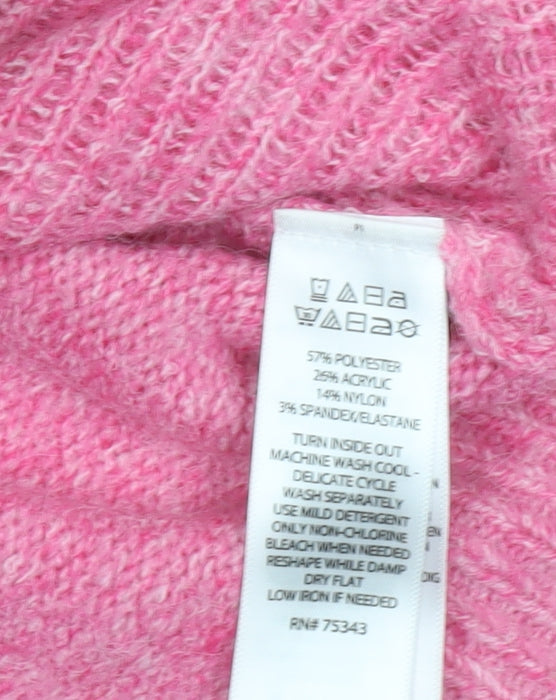 57% POLYESTER
26% ACRYLIC
14% NYLON
3% SPANDEX/ELASTANE
TURN INSIDE OUT
MACHINE WASH COOL -
DELICATE CYCLE
WASH SEPARATELY
USE MILD DETERGENT
ONLY NON-CHLORINE
BLEACH WHEN NEEDED
RESHAPE WHILE DAMP
DRY FLAT
LOW IRON IF NEEDED
RN# 75343